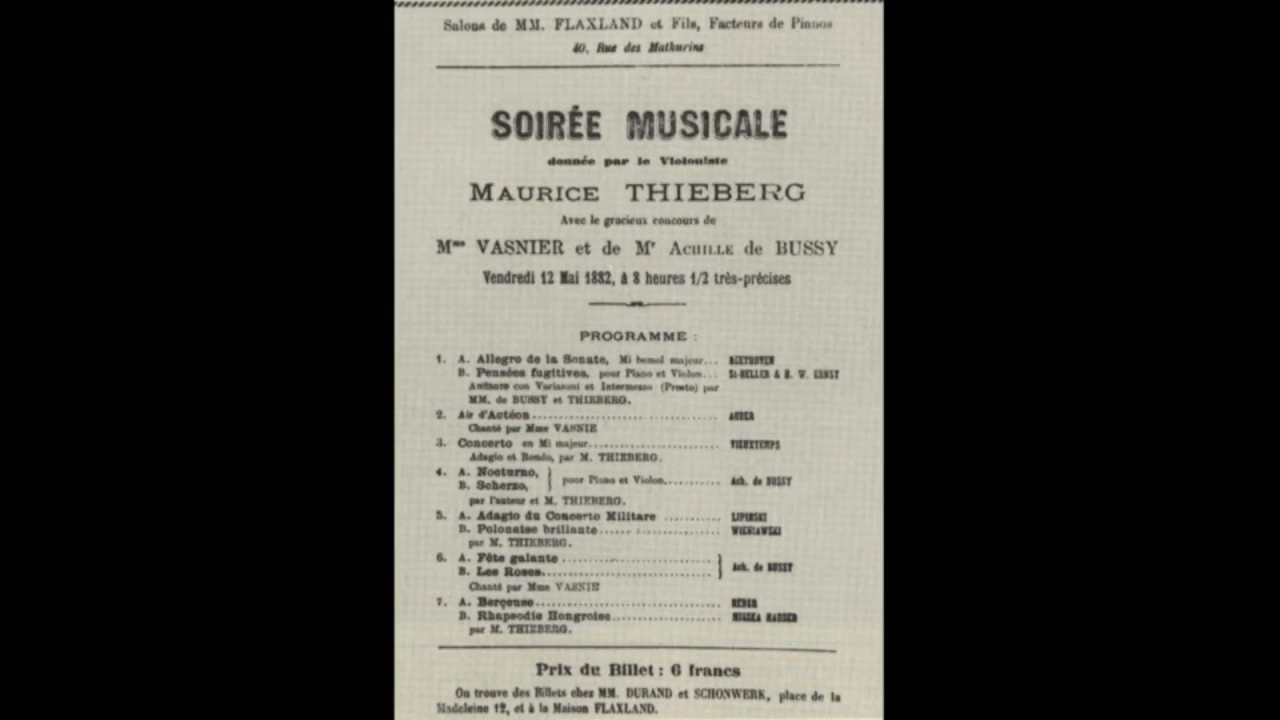 Salons de MM. FLAXLAND et Fils, Facteurs de Pianos
40, Rue des Mathurins
SOIRÉE MUSICALE
donnée par le Violoniste
MAURICE THIEBERG
Avec le gracieux concours de
Mme VASNIER et de Mr ACHILLE de BUSSY
Vendredi 12 Mai 1882, à 8 heures 1/2 très-précises
PROGRAMME :
1. A. Allegro de la Sonate, Mi bemol majeur... BEETHOVEN
B. Pensées fugitives, pour Piano et Violon... St-HELLER & H. W. ERNST
Andante con Variazoni et Intermezzo (Presto) par
MM. de BUSSY et THIEBERG.
2. Air d'Actéon.......................... AUBER
Chanté par Mme VASNIE
3. Concerto en Mi majeur.................. VIEUXTEMPS
Adagio et Rondo, par M. THIEBERG.
4. A. Nocturno,
B. Scherzo, } pour Piano et Violon........... Ach. de BUSSY
par l'auteur et M. THIEBERG.
5. A. Adagio du Concerto Militare .......... LIPINSKI
B. Polonaise brillante...................... WIENIAWSKI
par M. THIEBERG.
6. A. Fête galante ..........................
B. Les Roses.......................... } Ach. de BUSSY
Chanté par Mme VASNIE
7. A. Berçeuse.......................... REBER
B. Rhapsodie Hongroise.................... MISZKA HAUSER
par M. THIEBERG.
Prix du Billet : 6 francs
On trouve des Billets chez MM. DURAND et SCHONWERK, place de la
Madeleine 12, et à la Maison FLAXLAND.